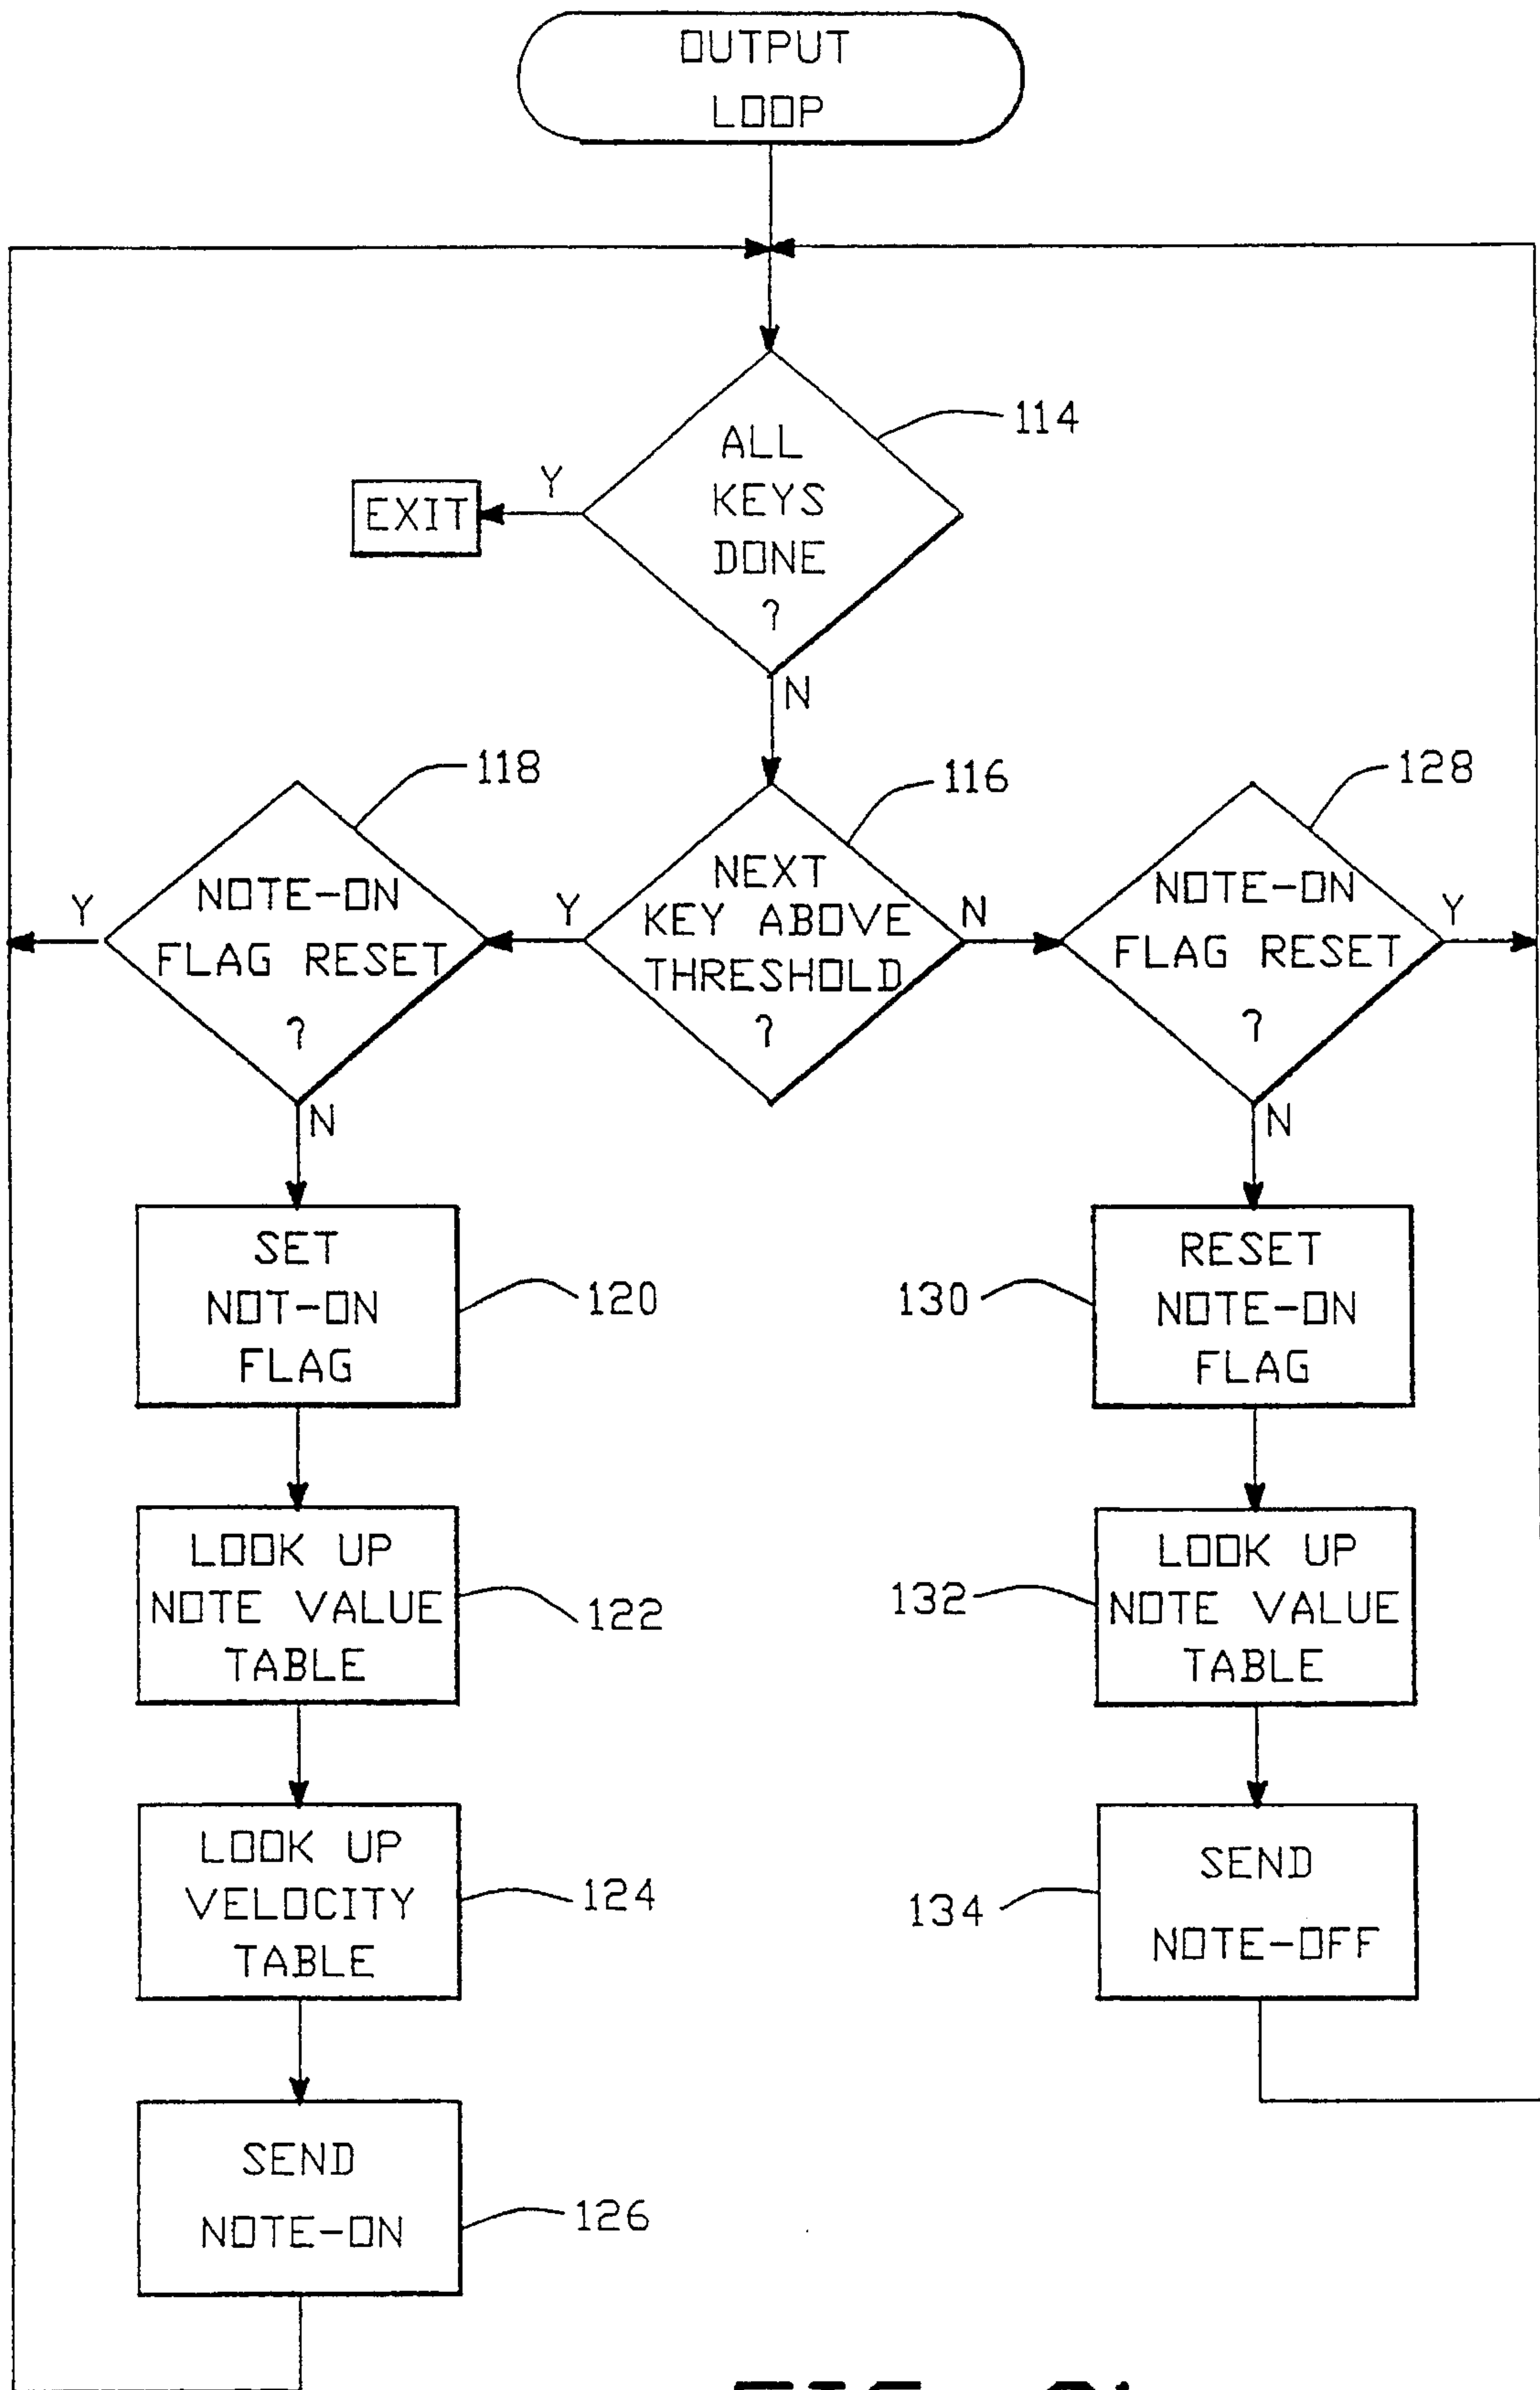 OUTPUT
LOOP
114
ALL
KEYS
DONE
?
Y
EXIT
N
118
116
128
NOTE-ON
FLAG RESET
?
Y
N
NEXT
KEY ABOVE
THRESHOLD
?
Y
N
NOTE-ON
FLAG RESET
?
Y
N
SET
NOT-ON
FLAG
120
130
RESET
NOTE-ON
FLAG
LOOK UP
NOTE VALUE
TABLE
122
132
LOOK UP
NOTE VALUE
TABLE
LOOK UP
VELOCITY
TABLE
124
134
SEND
NOTE-OFF
SEND
NOTE-ON
126